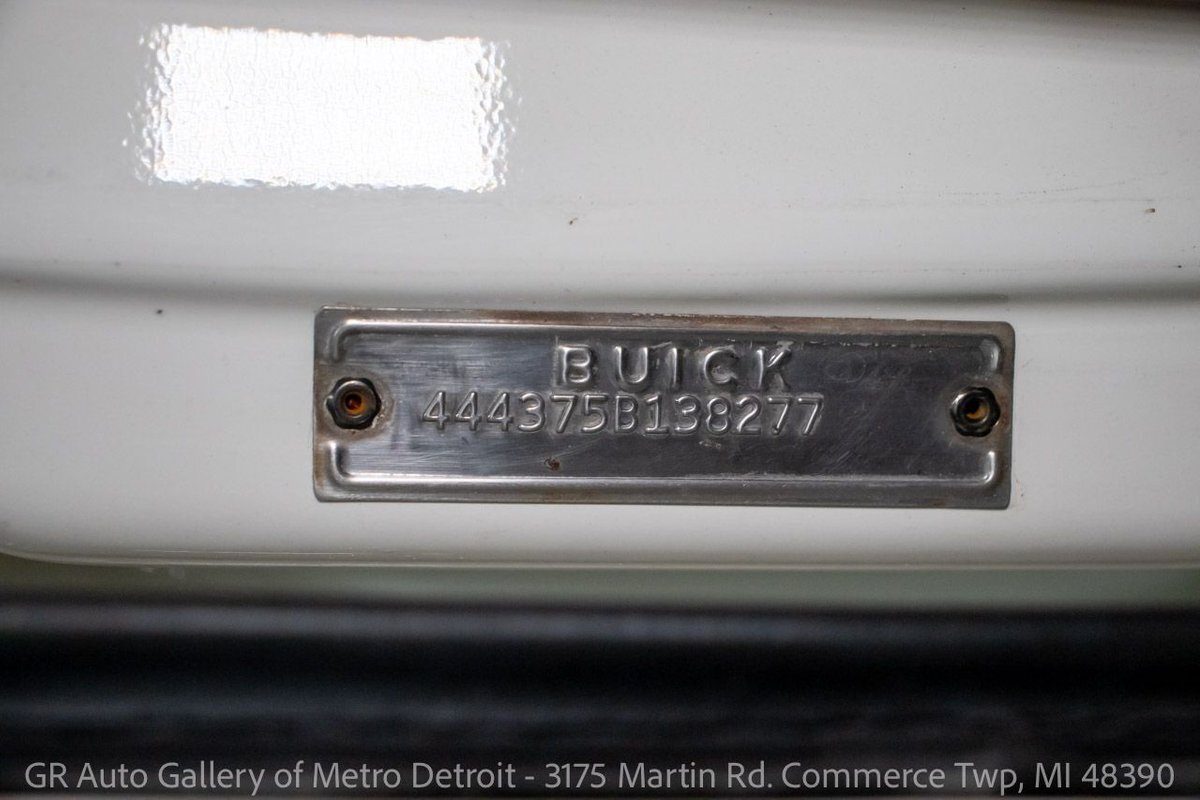 BUICK
444375B138277
GR Auto Gallery of Metro Detroit - 3175 Martin Rd. Commerce Twp, MI 48390